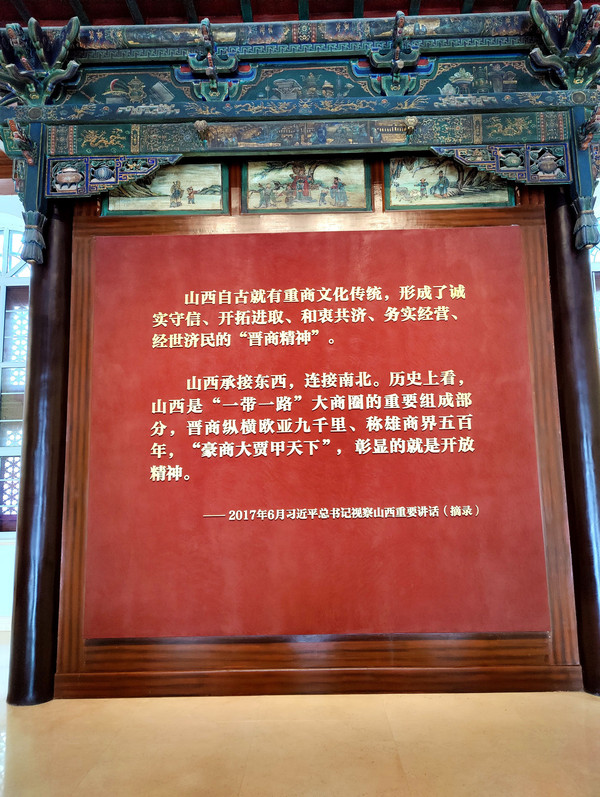 山西自古就有重商文化传统，形成了诚
实守信、开拓进取、和衷共济、务实经营、
经世济民的“晋商精神”。
山西承接东西，连接南北。历史上看，
山西是“一带一路”大商圈的重要组成部
分，晋商纵横欧亚九千里、称雄商界五百
年，“豪商大贾甲天下”，彰显的就是开放
精神。
—— 2017年6月习近平总书记视察山西重要讲话（摘录）